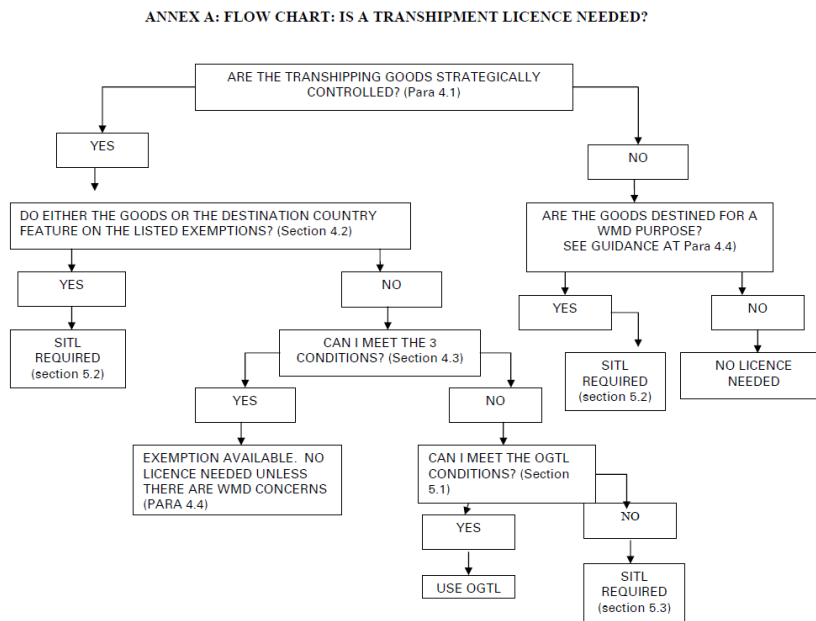 ANNEX A: FLOW CHART: IS A TRANSHIPMENT LICENCE NEEDED?
ARE THE TRANSHIPPING GOODS STRATEGICALLY
CONTROLLED? (Para 4.1)
YES
NO
DO EITHER THE GOODS OR THE DESTINATION COUNTRY
FEATURE ON THE LISTED EXEMPTIONS? (Section 4.2)
ARE THE GOODS DESTINED FOR A
WMD PURPOSE?
SEE GUIDANCE AT Para 4.4)
YES
NO
YES
NO
SITL
REQUIRED
(section 5.2)
CAN I MEET THE 3
CONDITIONS? (Section 4.3)
SITL
REQUIRED
(section 5.2)
NO LICENCE
NEEDED
YES
NO
EXEMPTION AVAILABLE. NO
LICENCE NEEDED UNLESS
THERE ARE WMD CONCERNS
(PARA 4.4)
CAN I MEET THE OGTL
CONDITIONS? (Section
5.1)
YES
NO
USE OGTL
SITL
REQUIRED
(section 5.3)